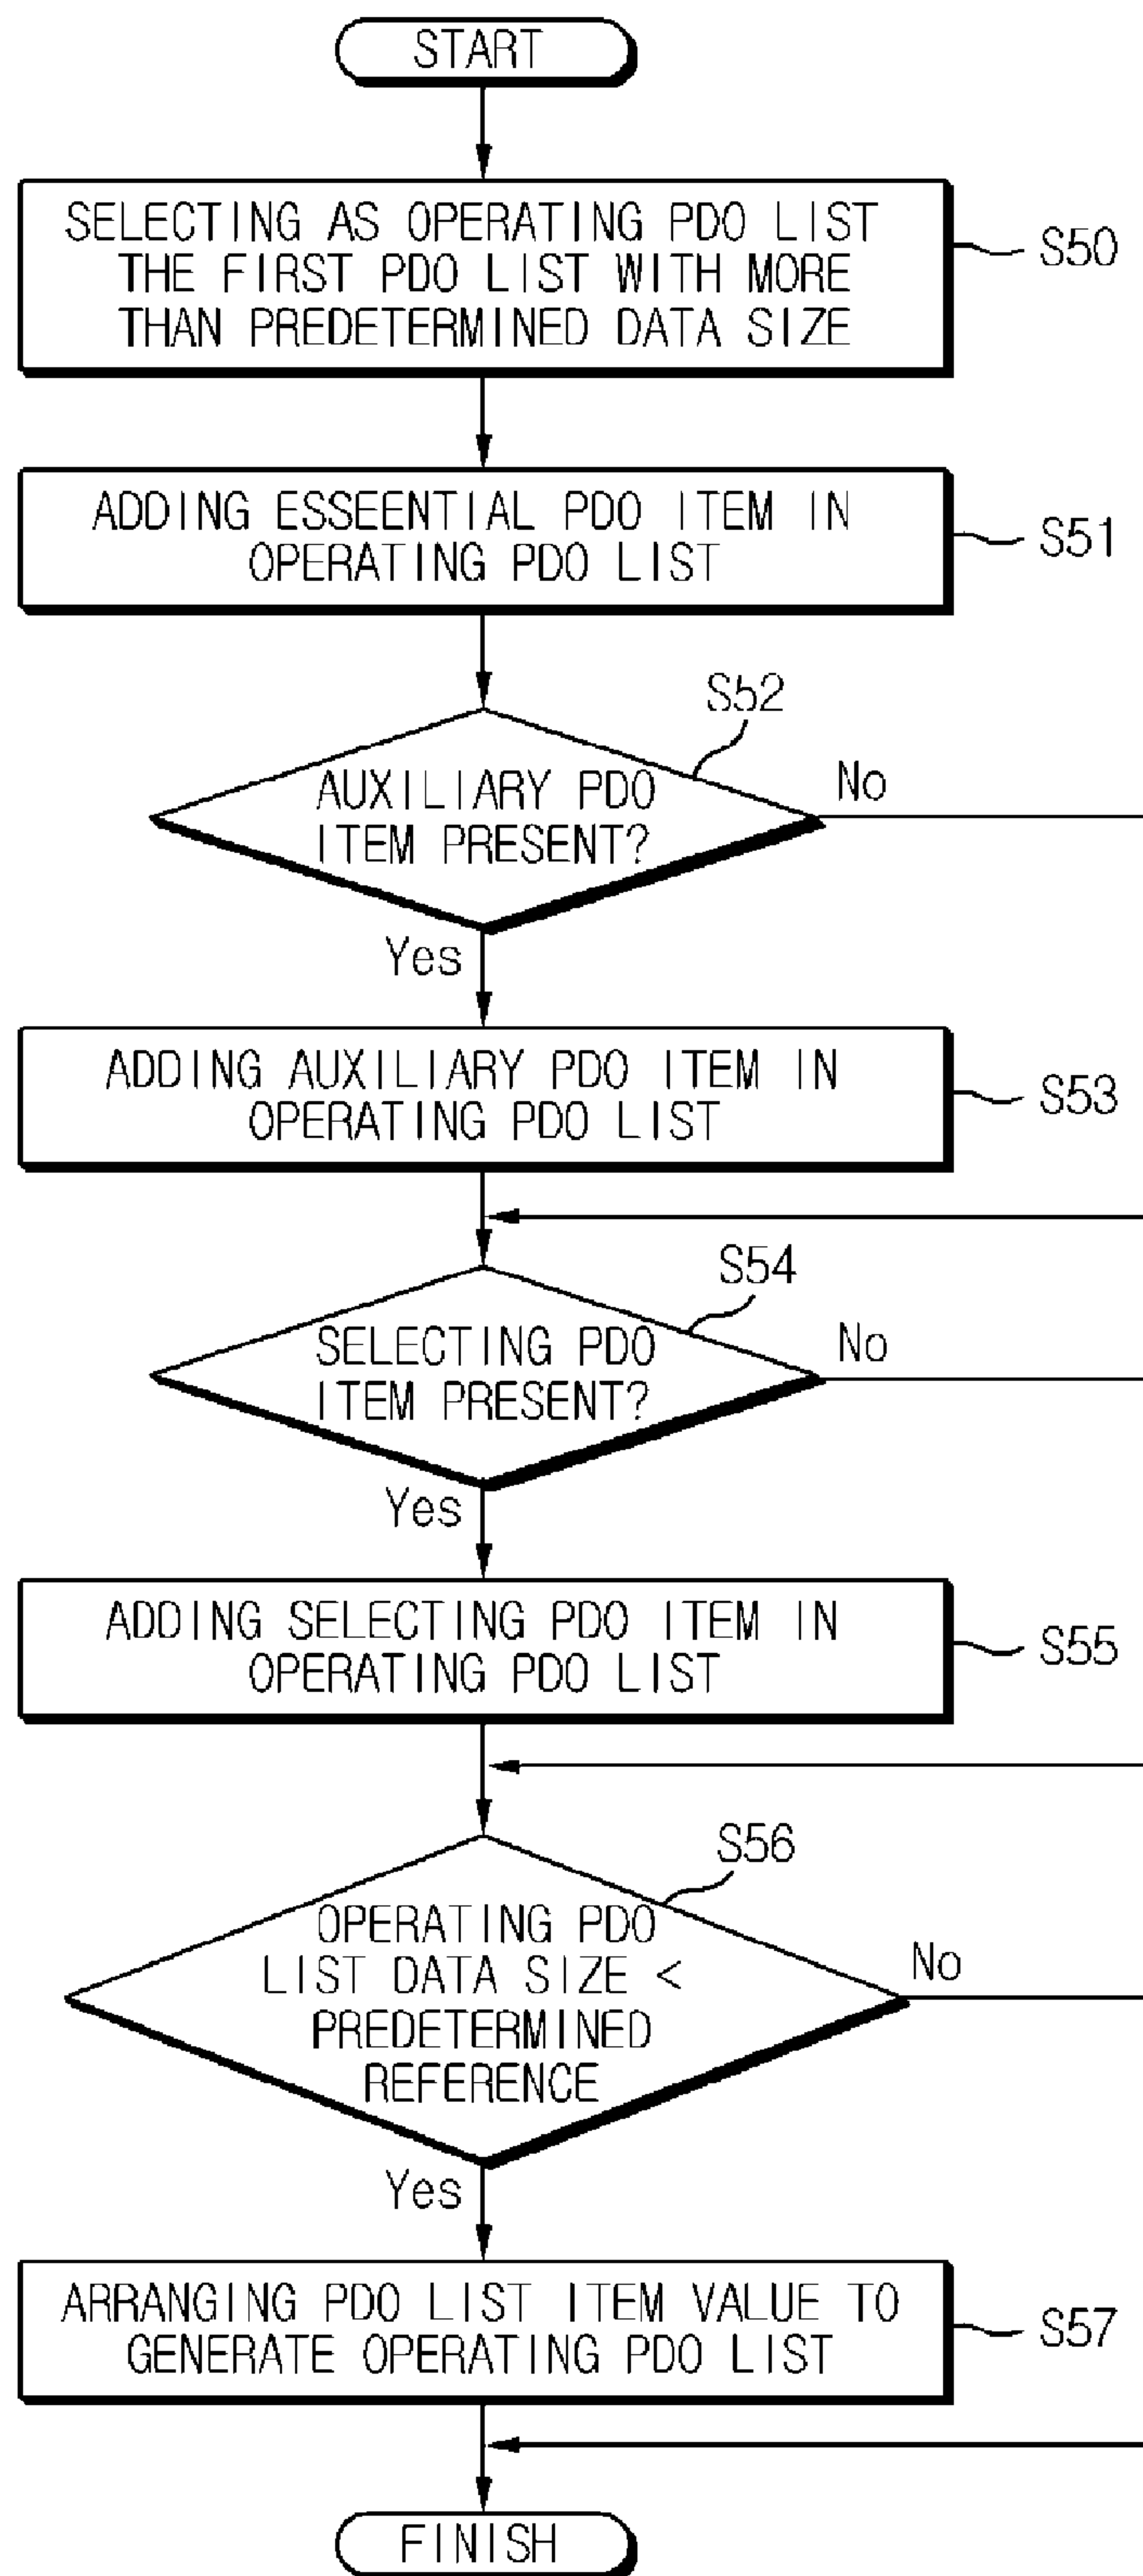 START
SELECTING AS OPERATING PDO LIST
THE FIRST PDO LIST WITH MORE
THAN PREDETERMINED DATA SIZE
S50
ADDING ESSEENTIAL PDO ITEM IN
OPERATING PDO LIST
S51
S52
AUXILIARY PDO
ITEM PRESENT?
No
Yes
ADDING AUXILIARY PDO ITEM IN
OPERATING PDO LIST
S53
S54
SELECTING PDO
ITEM PRESENT?
No
Yes
ADDING SELECTING PDO ITEM IN
OPERATING PDO LIST
S55
S56
OPERATING PDO
LIST DATA SIZE <
PREDETERMINED
REFERENCE
No
Yes
ARRANGING PDO LIST ITEM VALUE TO
GENERATE OPERATING PDO LIST
S57
FINISH